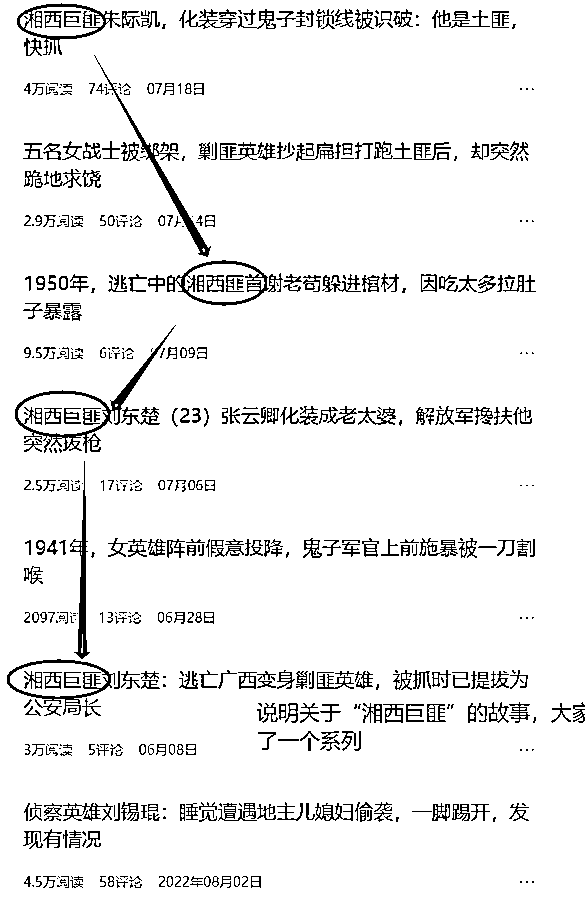 湘西巨匪朱际凯，化装穿过鬼子封锁线被识破：他是土匪，
快抓
4万阅读 74评论 07月18日 ...
五名女战士被绑架，剿匪英雄抄起扁担打跑土匪后，却突然
跪地求饶
2.9万阅读 50评论 07月14日 ...
1950年，逃亡中的湘西匪首谢老苟躲进棺材，因吃太多拉肚
子暴露
9.5万阅读 6评论 07月09日 ...
湘西巨匪刘东楚（23）张云卿化装成老太婆，解放军搀扶他
突然拔枪
2.5万阅读 17评论 07月06日 ...
1941年，女英雄阵前假意投降，鬼子军官上前施暴被一刀割
喉
2097阅读 13评论 06月28日 ...
湘西巨匪刘东楚：逃亡广西变身剿匪英雄，被抓时已提拔为
公安局长
说明关于“湘西巨匪”的故事，大家
了一个系列
3万阅读 5评论 06月08日 ...
侦察英雄刘锡琨：睡觉遭遇地主儿媳妇偷袭，一脚踢开，发
现有情况
4.5万阅读 58评论 2022年08月02日 ...